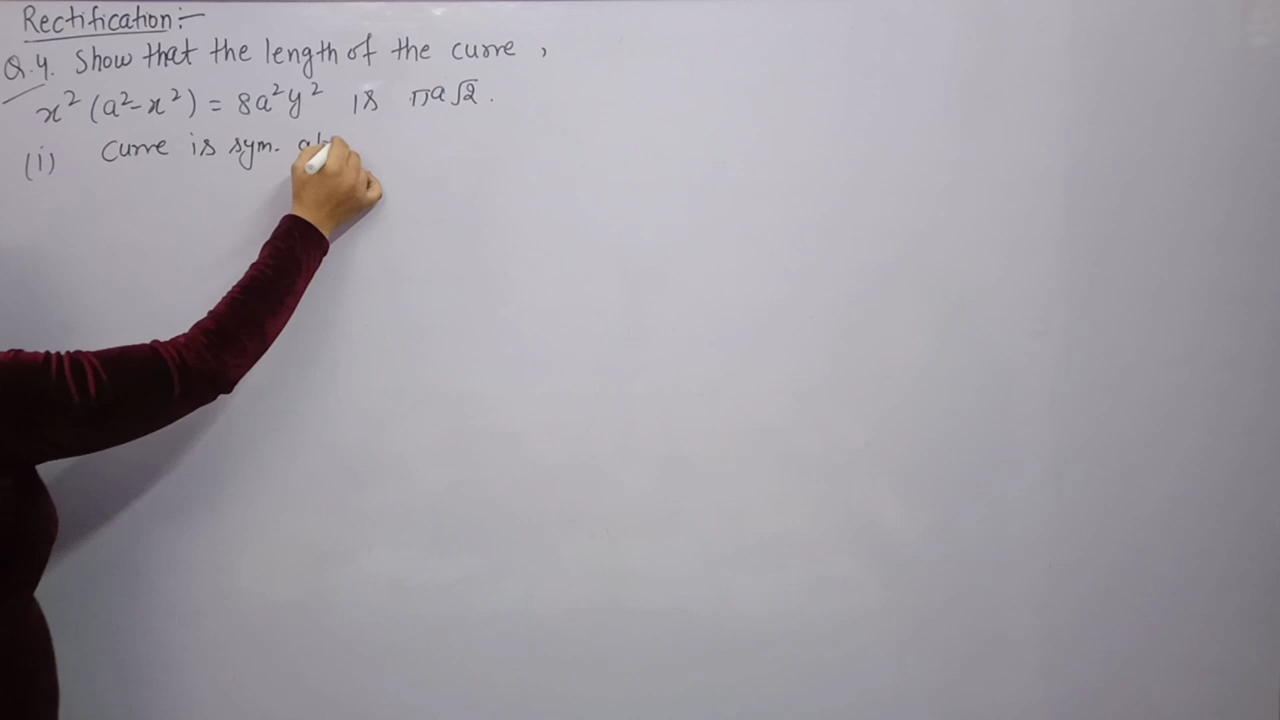 Rectification:-
Q.4. Show that the length of the curve,
x²(a²-x²) = 8a²y² is πa√2.
(i) Curve is sym.